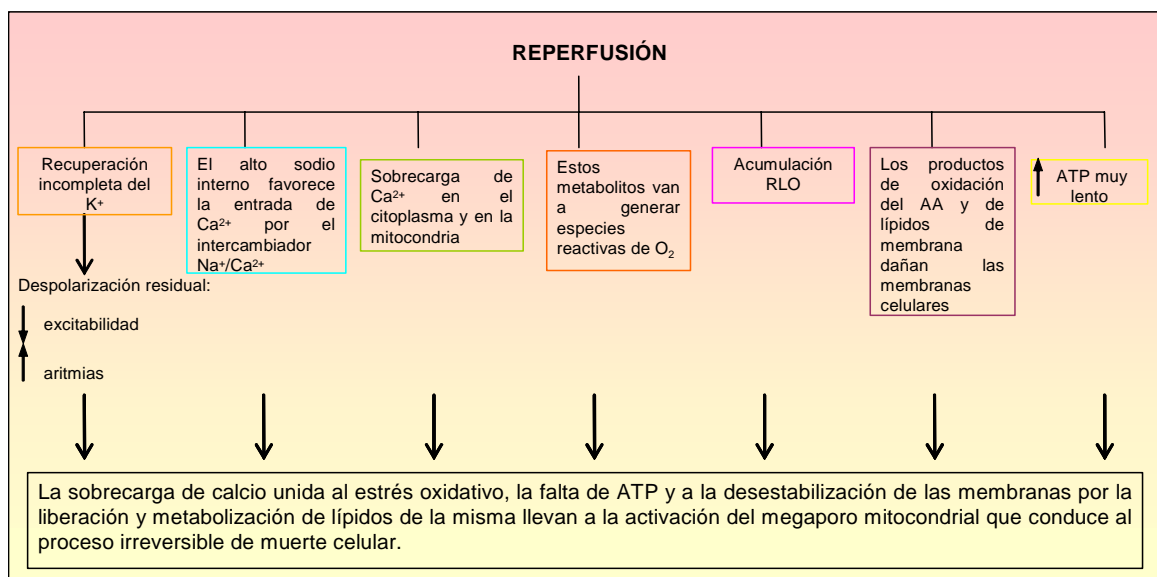 REPERFUSIÓN
Recuperación
incompleta del
K⁺
El alto sodio
interno favorece
la entrada de
Ca²⁺ por el
intercambiador
Na⁺/Ca²⁺
Sobrecarga de
Ca²⁺ en el
citoplasma y en la
mitocondria
Estos
metabolitos van
a generar
especies
reactivas de O₂
Acumulación
RLO
Los productos
de oxidación
del AA y de
lípidos de
membrana
dañan las
membranas
celulares
ATP muy
lento
Despolarización residual:
excitabilidad
aritmias
La sobrecarga de calcio unida al estrés oxidativo, la falta de ATP y a la desestabilización de las membranas por la
liberación y metabolización de lípidos de la misma llevan a la activación del megaporo mitocondrial que conduce al
proceso irreversible de muerte celular.